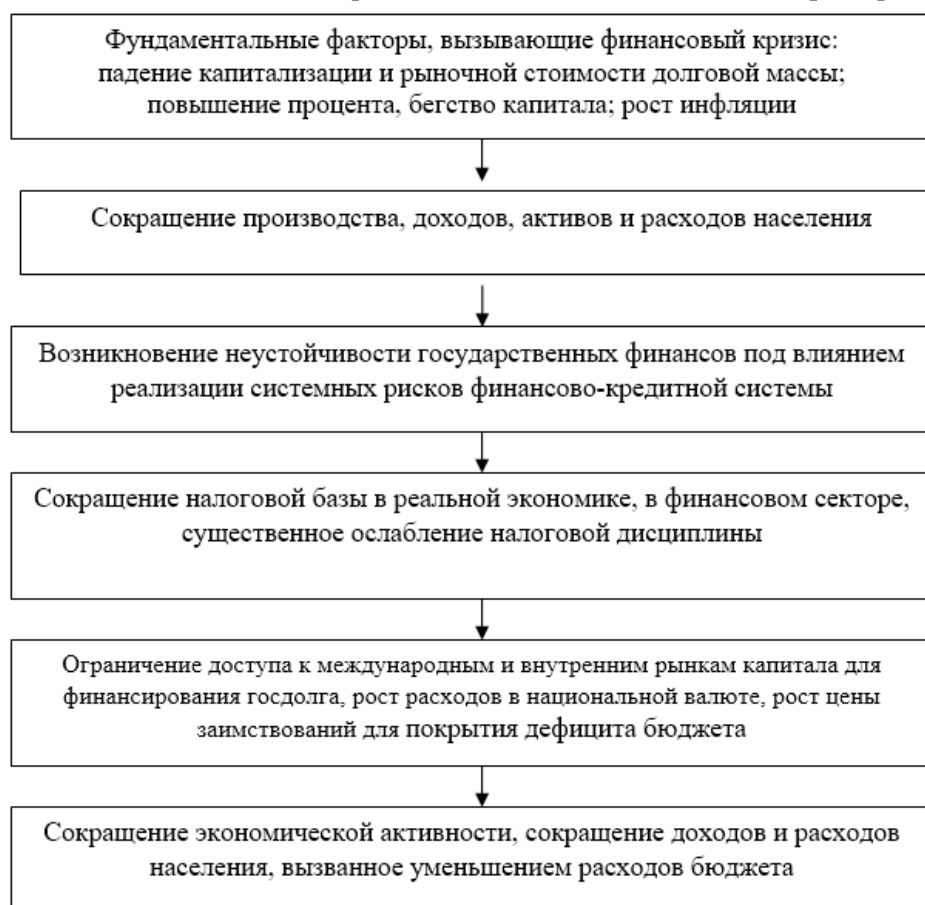 Фундаментальные факторы, вызывающие финансовый кризис:
падение капитализации и рыночной стоимости долговой массы;
повышение процента, бегство капитала; рост инфляции
Сокращение производства, доходов, активов и расходов населения
Возникновение неустойчивости государственных финансов под влиянием
реализации системных рисков финансово-кредитной системы
Сокращение налоговой базы в реальной экономике, в финансовом секторе,
существенное ослабление налоговой дисциплины
Ограничение доступа к международным и внутренним рынкам капитала для
финансирования госдолга, рост расходов в национальной валюте, рост цены
заимствований для покрытия дефицита бюджета
Сокращение экономической активности, сокращение доходов и расходов
населения, вызванное уменьшением расходов бюджета